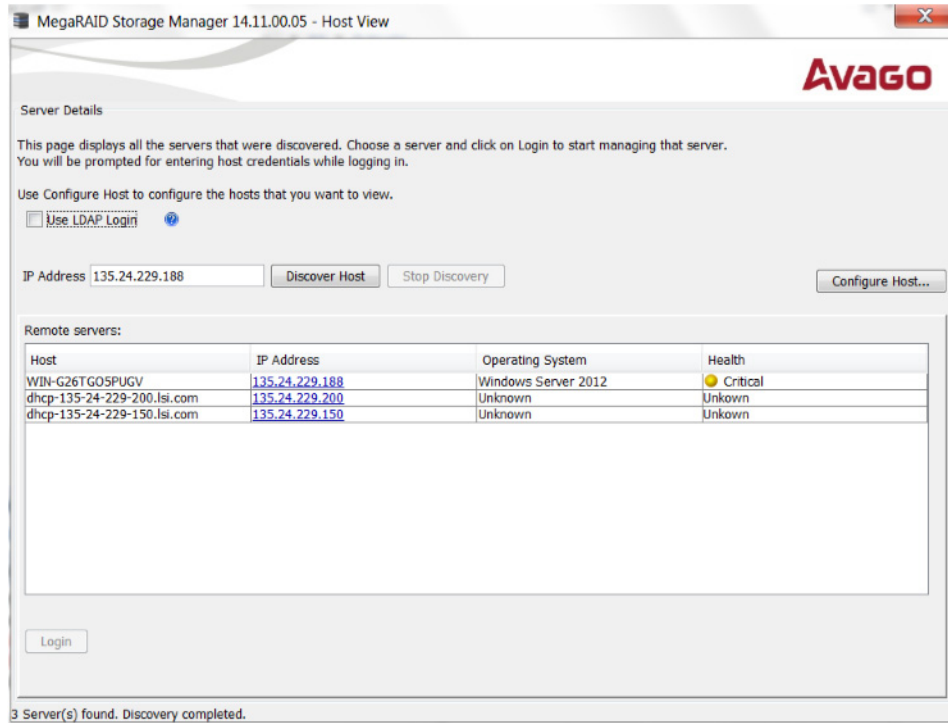 MegaRAID Storage Manager 14.11.00.05 - Host View
AVAGO
Server Details
This page displays all the servers that were discovered. Choose a server and click on Login to start managing that server.
You will be prompted for entering host credentials while logging in.
Use Configure Host to configure the hosts that you want to view.
Use LDAP Login
IP Address 135.24.229.188 Discover Host Stop Discovery Configure Host...
Remote servers:
Host IP Address Operating System Health
WIN-G26TGO5PUGV 135.24.229.188 Windows Server 2012 Critical
dhcp-135-24-229-200.lsi.com 135.24.229.200 Unknown Unkown
dhcp-135-24-229-150.lsi.com 135.24.229.150 Unknown Unkown
Login
3 Server(s) found. Discovery completed.